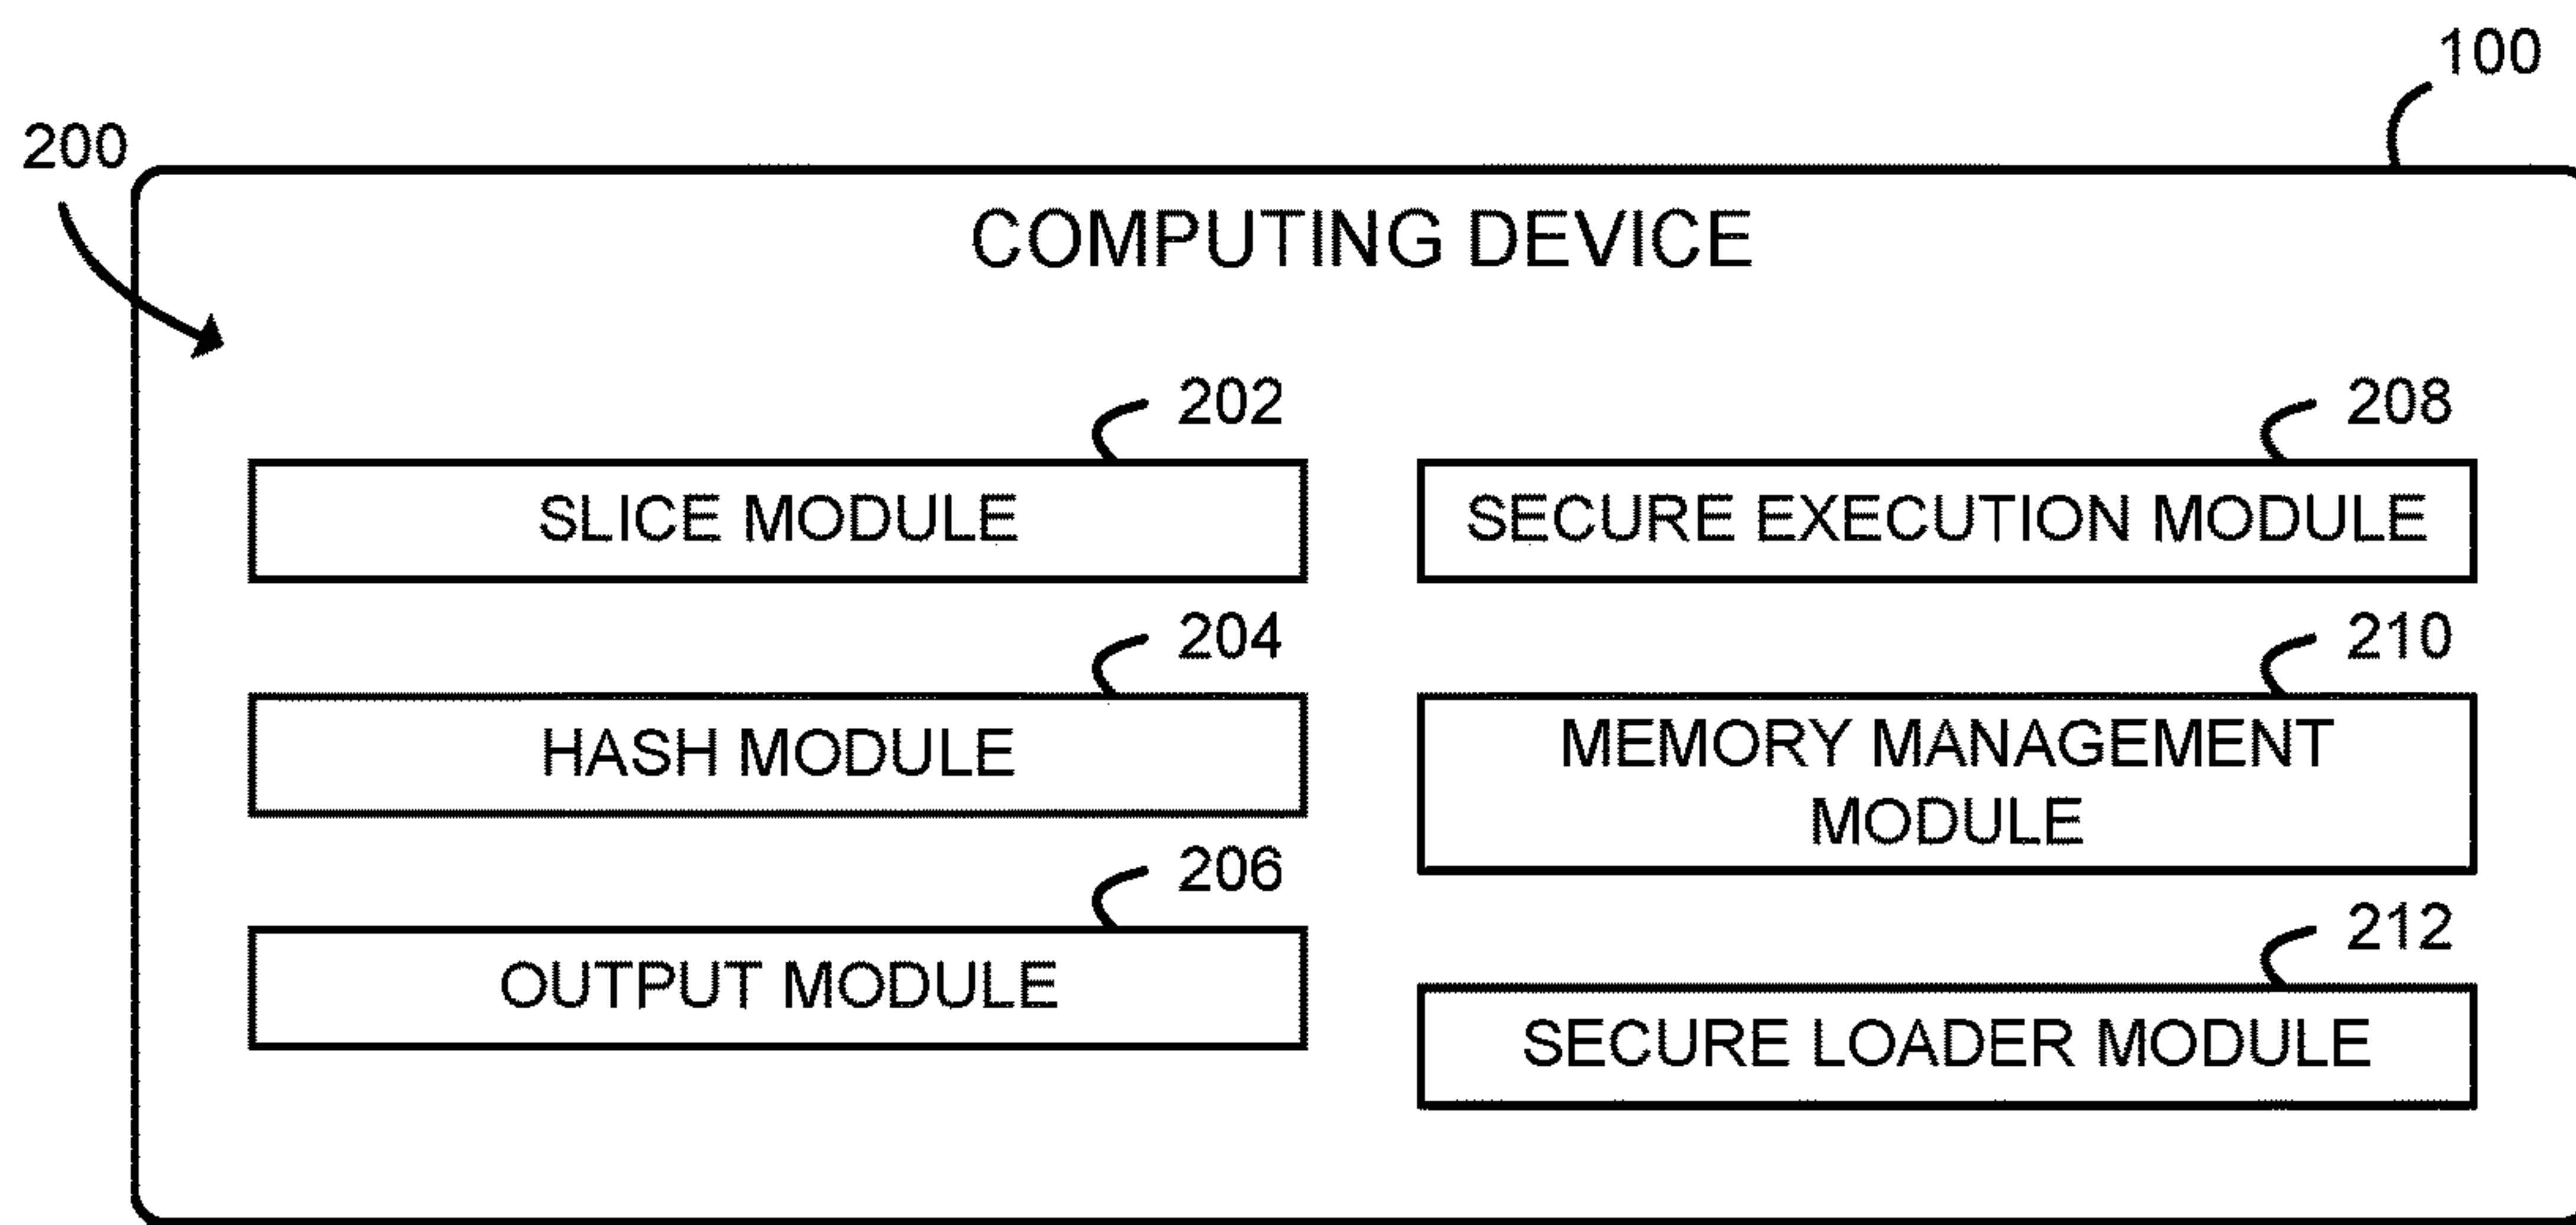 100
200
COMPUTING DEVICE
202
SLICE MODULE
204
HASH MODULE
206
OUTPUT MODULE
208
SECURE EXECUTION MODULE
210
MEMORY MANAGEMENT
MODULE
212
SECURE LOADER MODULE